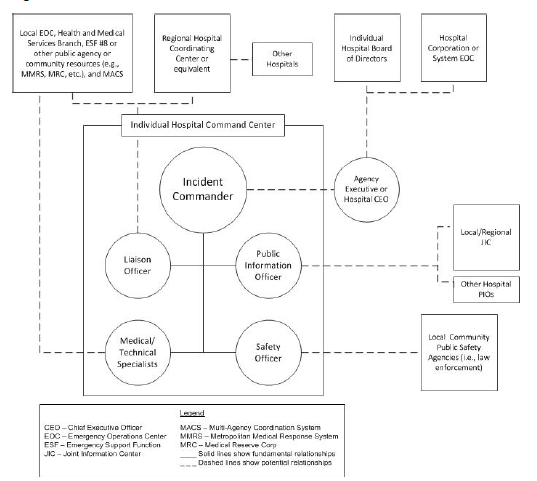 Local EOC, Health and Medical
Services Branch, ESF #8 or
other public agency or
community resources (e.g.,
MMRS, MRC, etc.), and MACS
Regional Hospital
Coordinating
Center or
equivalent
Other
Hospitals
Individual
Hospital Board
of Directors
Hospital
Corporation or
System EOC
Individual Hospital Command Center
Incident
Commander
Agency
Executive or
Hospital CEO
Liaison
Officer
Public
Information
Officer
Local/Regional
JIC
Other Hospital
PIOs
Medical/
Technical
Specialists
Safety
Officer
Local Community
Public Safety
Agencies (i.e., law
enforcement)
Legend
CEO – Chief Executive Officer
EOC – Emergency Operations Center
ESF – Emergency Support Function
JIC – Joint Information Center
MACS – Multi-Agency Coordination System
MMRS – Metropolitan Medical Response System
MRC – Medical Reserve Corp
____ Solid lines show fundamental relationships
_ _ _ Dashed lines show potential relationships